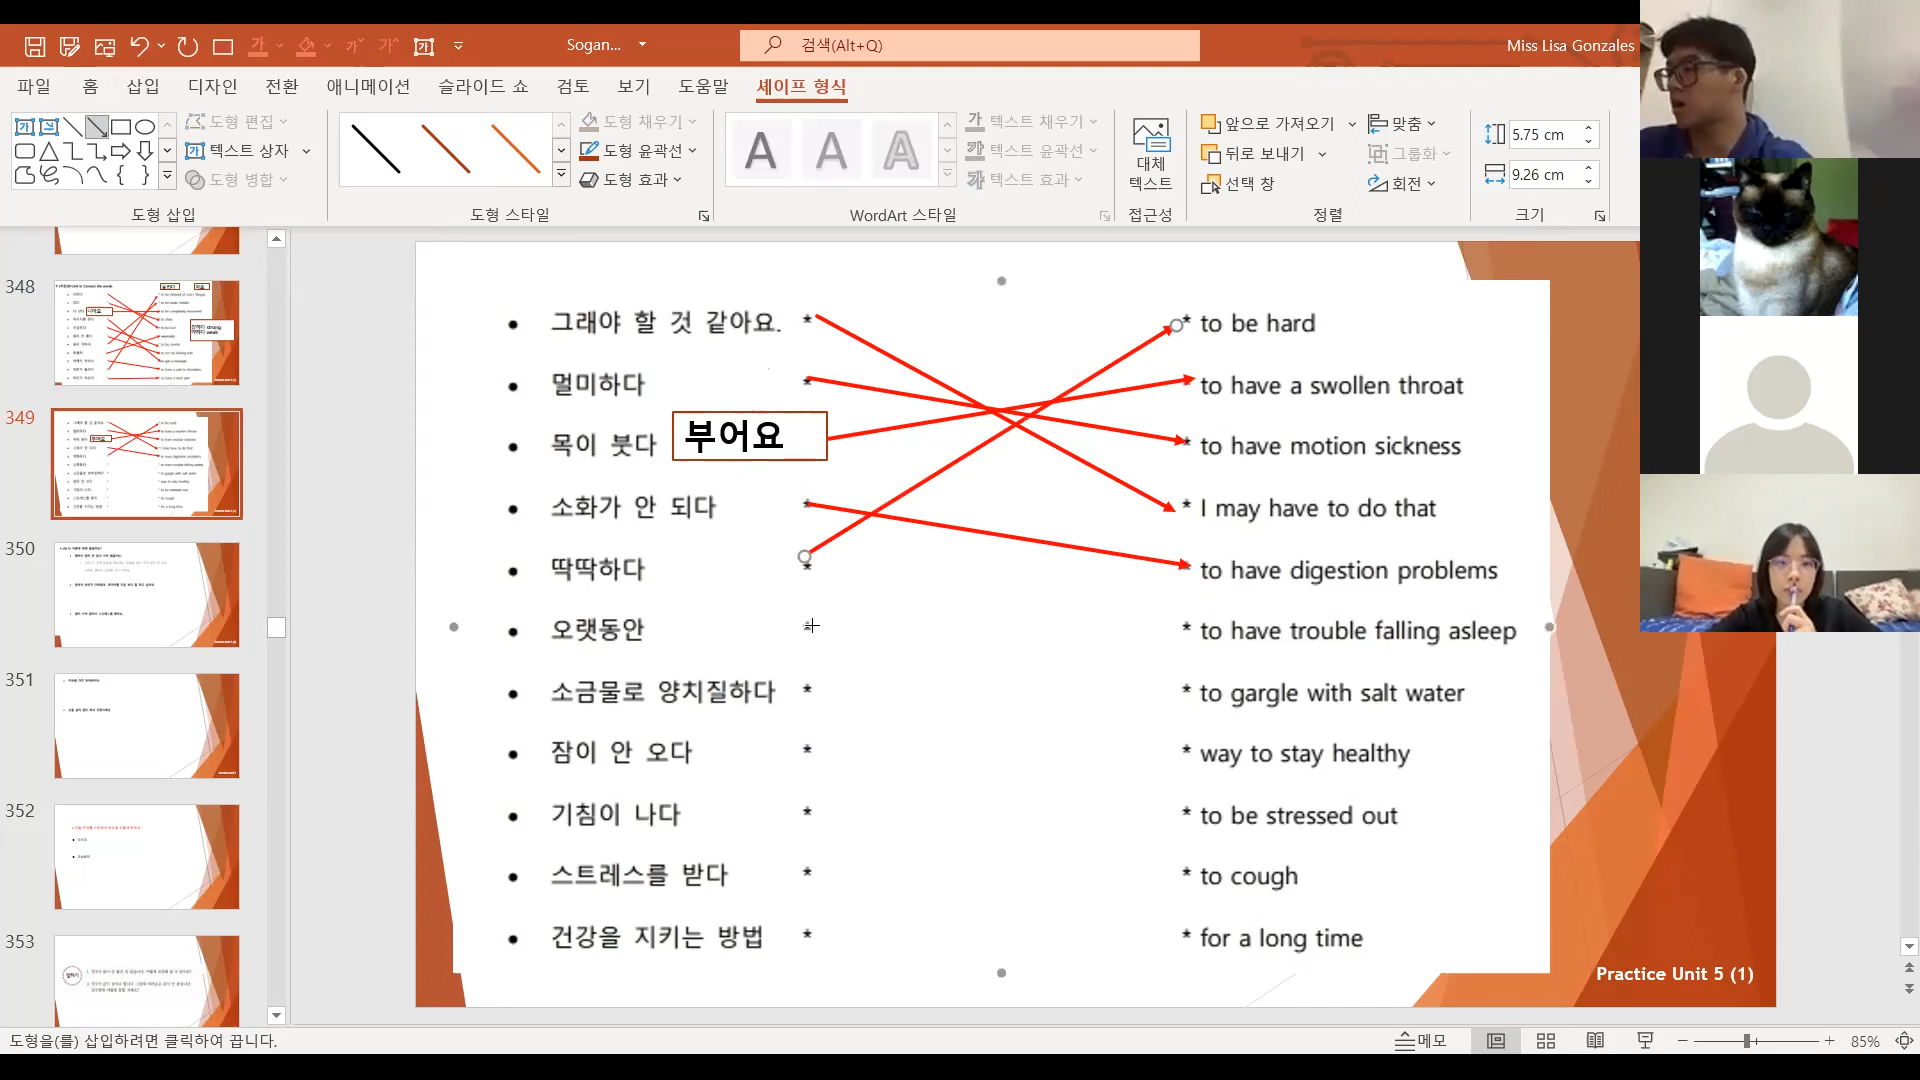 Sogan...
검색(Alt+Q)
Miss Lisa Gonzales
파일 홈 삽입 디자인 전환 애니메이션 슬라이드 쇼 검토 보기 도움말 셰이프 형식
도형 편집
텍스트 상자
도형 병합
도형 삽입
도형 채우기
도형 윤곽선
도형 효과
도형 스타일
텍스트 채우기
텍스트 윤곽선
텍스트 효과
WordArt 스타일
대체
텍스트
접근성
앞으로 가져오기
뒤로 보내기
선택 창
맞춤
그룹화
회전
정렬
5.75 cm
9.26 cm
크기
348
349
350
351
352
353
• 그래야 할 것 같아요. *
* to be hard
• 멀미하다 *
to have a swollen throat
• 목이 붓다
부어요
to have motion sickness
• 소화가 안 되다 *
* I may have to do that
• 딱딱하다 *
to have digestion problems
• 오랫동안 *
* to have trouble falling asleep
• 소금물로 양치질하다 *
* to gargle with salt water
• 잠이 안 오다 *
* way to stay healthy
• 기침이 나다 *
* to be stressed out
• 스트레스를 받다 *
* to cough
• 건강을 지키는 방법 *
* for a long time
Practice Unit 5 (1)
도형을(를) 삽입하려면 클릭하여 끕니다.
메모
85%